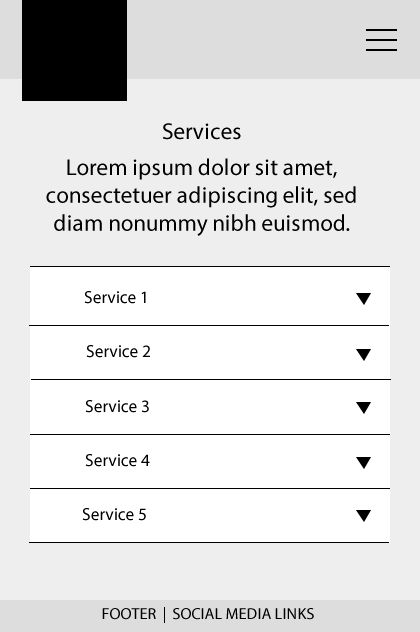 Services
Lorem ipsum dolor sit amet,
consectetuer adipiscing elit, sed
diam nonummy nibh euismod.
Service 1
Service 2
Service 3
Service 4
Service 5
FOOTER | SOCIAL MEDIA LINKS